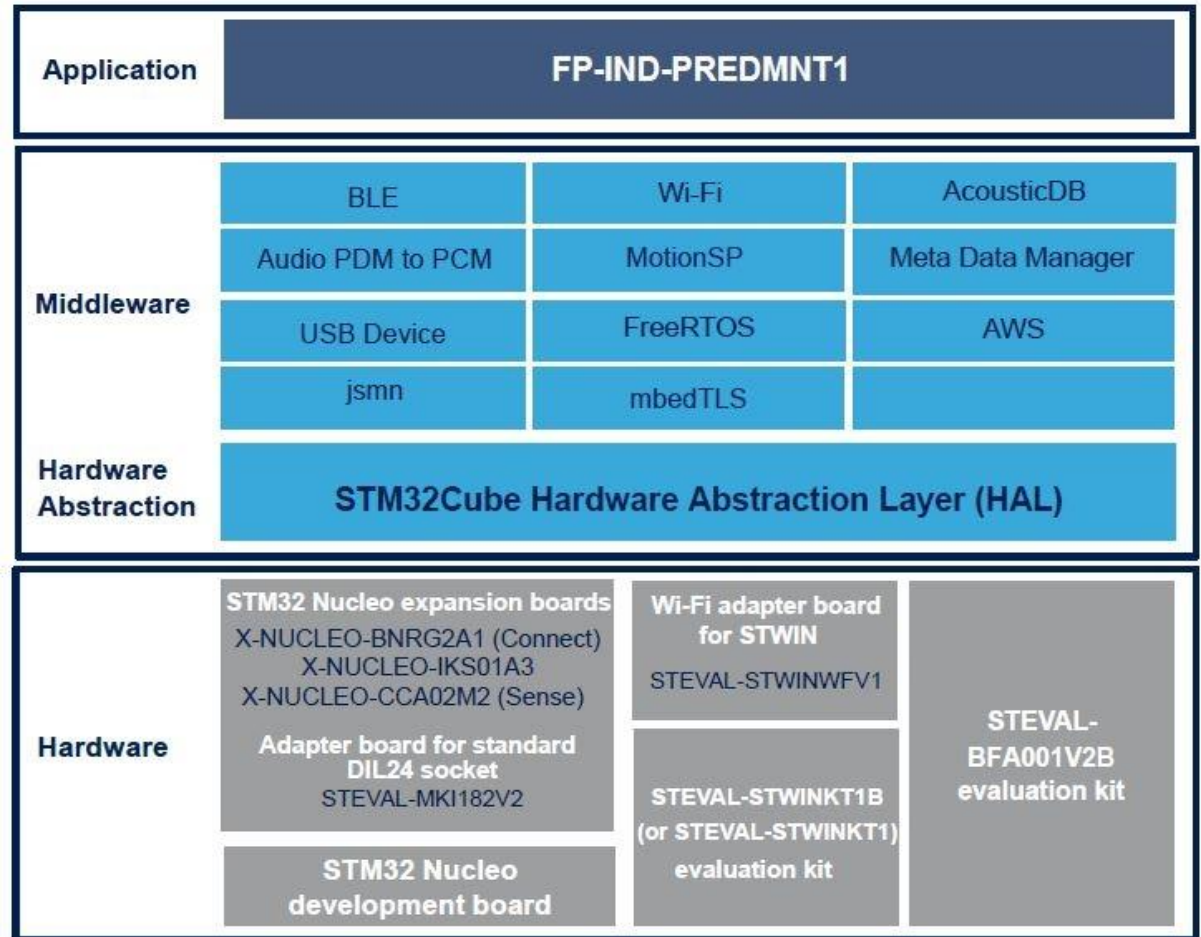 Application
FP-IND-PREDMNT1
Middleware
BLE
Wi-Fi
AcousticDB
Audio PDM to PCM
MotionSP
Meta Data Manager
USB Device
FreeRTOS
AWS
jsmn
mbedTLS
Hardware
Abstraction
STM32Cube Hardware Abstraction Layer (HAL)
Hardware
STM32 Nucleo expansion boards
X-NUCLEO-BNRG2A1 (Connect)
X-NUCLEO-IKS01A3
X-NUCLEO-CCA02M2 (Sense)
Adapter board for standard
DIL24 socket
STEVAL-MKI182V2
STM32 Nucleo
development board
Wi-Fi adapter board
for STWIN
STEVAL-STWINWFV1
STEVAL-STWINKT1B
(or STEVAL-STWINKT1)
evaluation kit
STEVAL-
BFA001V2B
evaluation kit